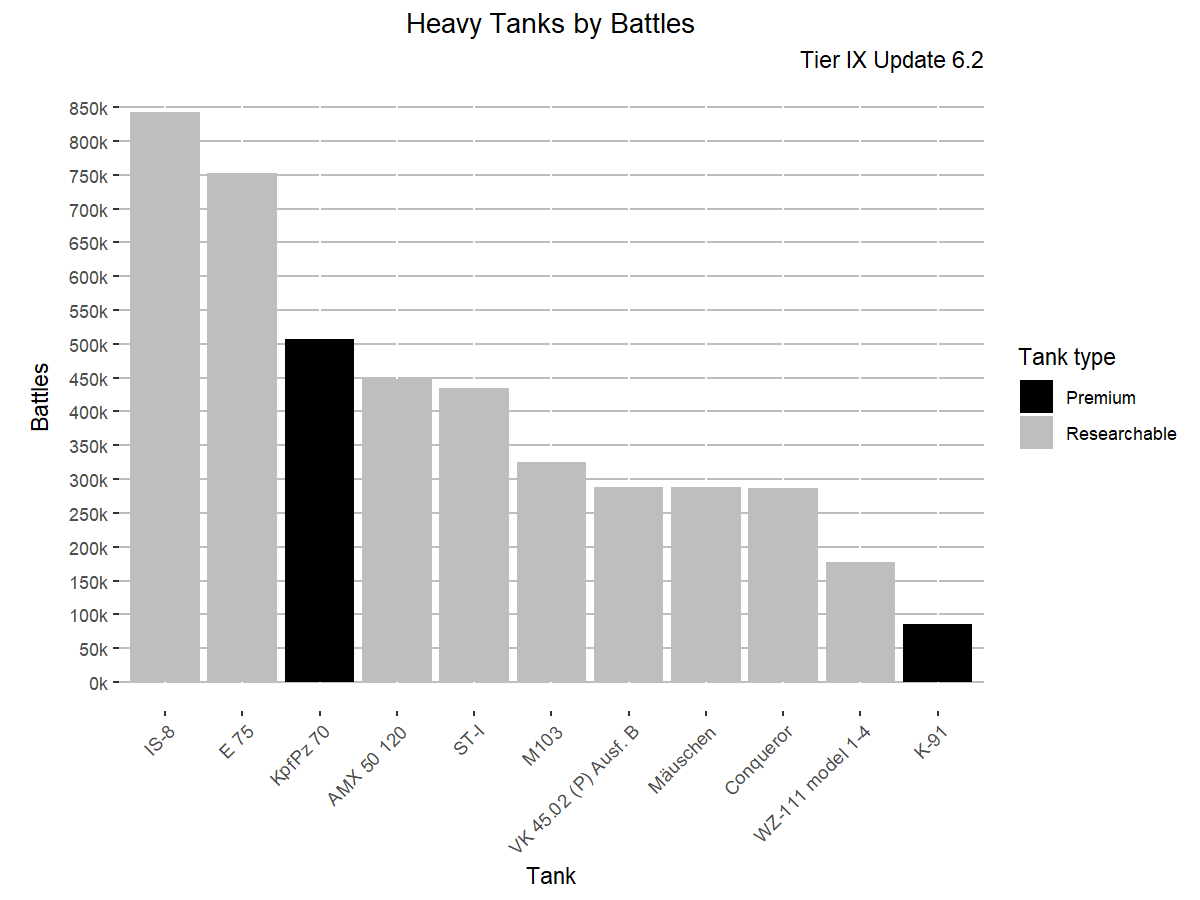 Heavy Tanks by Battles
Tier IX Update 6.2
Battles
850k
800k
750k
700k
650k
600k
550k
500k
450k
400k
350k
300k
250k
200k
150k
100k
50k
0k
IS-8
E 75
KpfPz 70
AMX 50 120
ST-I
M103
VK 45.02 (P) Ausf. B
Mäuschen
Conqueror
WZ-111 model 1-4
K-91
Tank
Tank type
Premium
Researchable